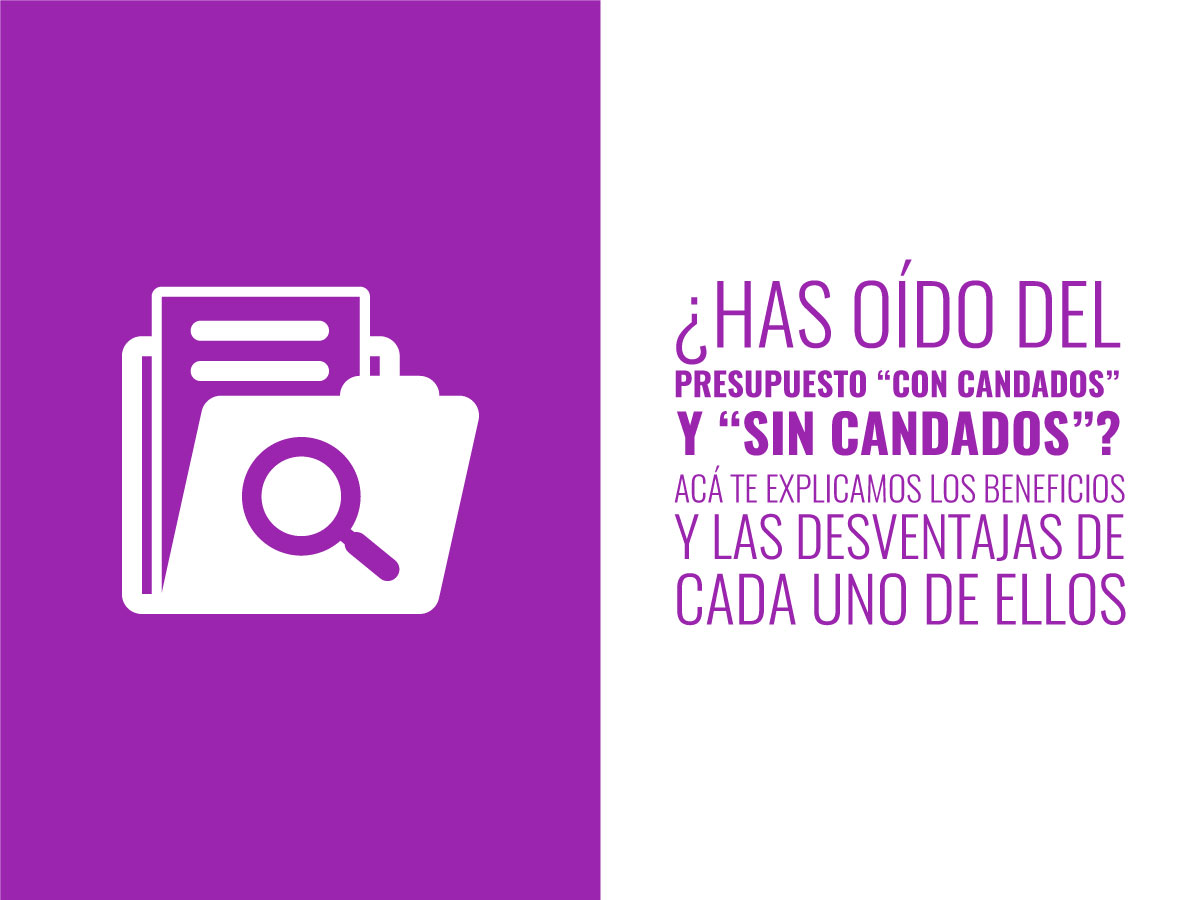 ¿HAS OÍDO DEL
PRESUPUESTO “CON CANDADOS”
Y “SIN CANDADOS”?
ACÁ TE EXPLICAMOS LOS BENEFICIOS
Y LAS DESVENTAJAS DE
CADA UNO DE ELLOS